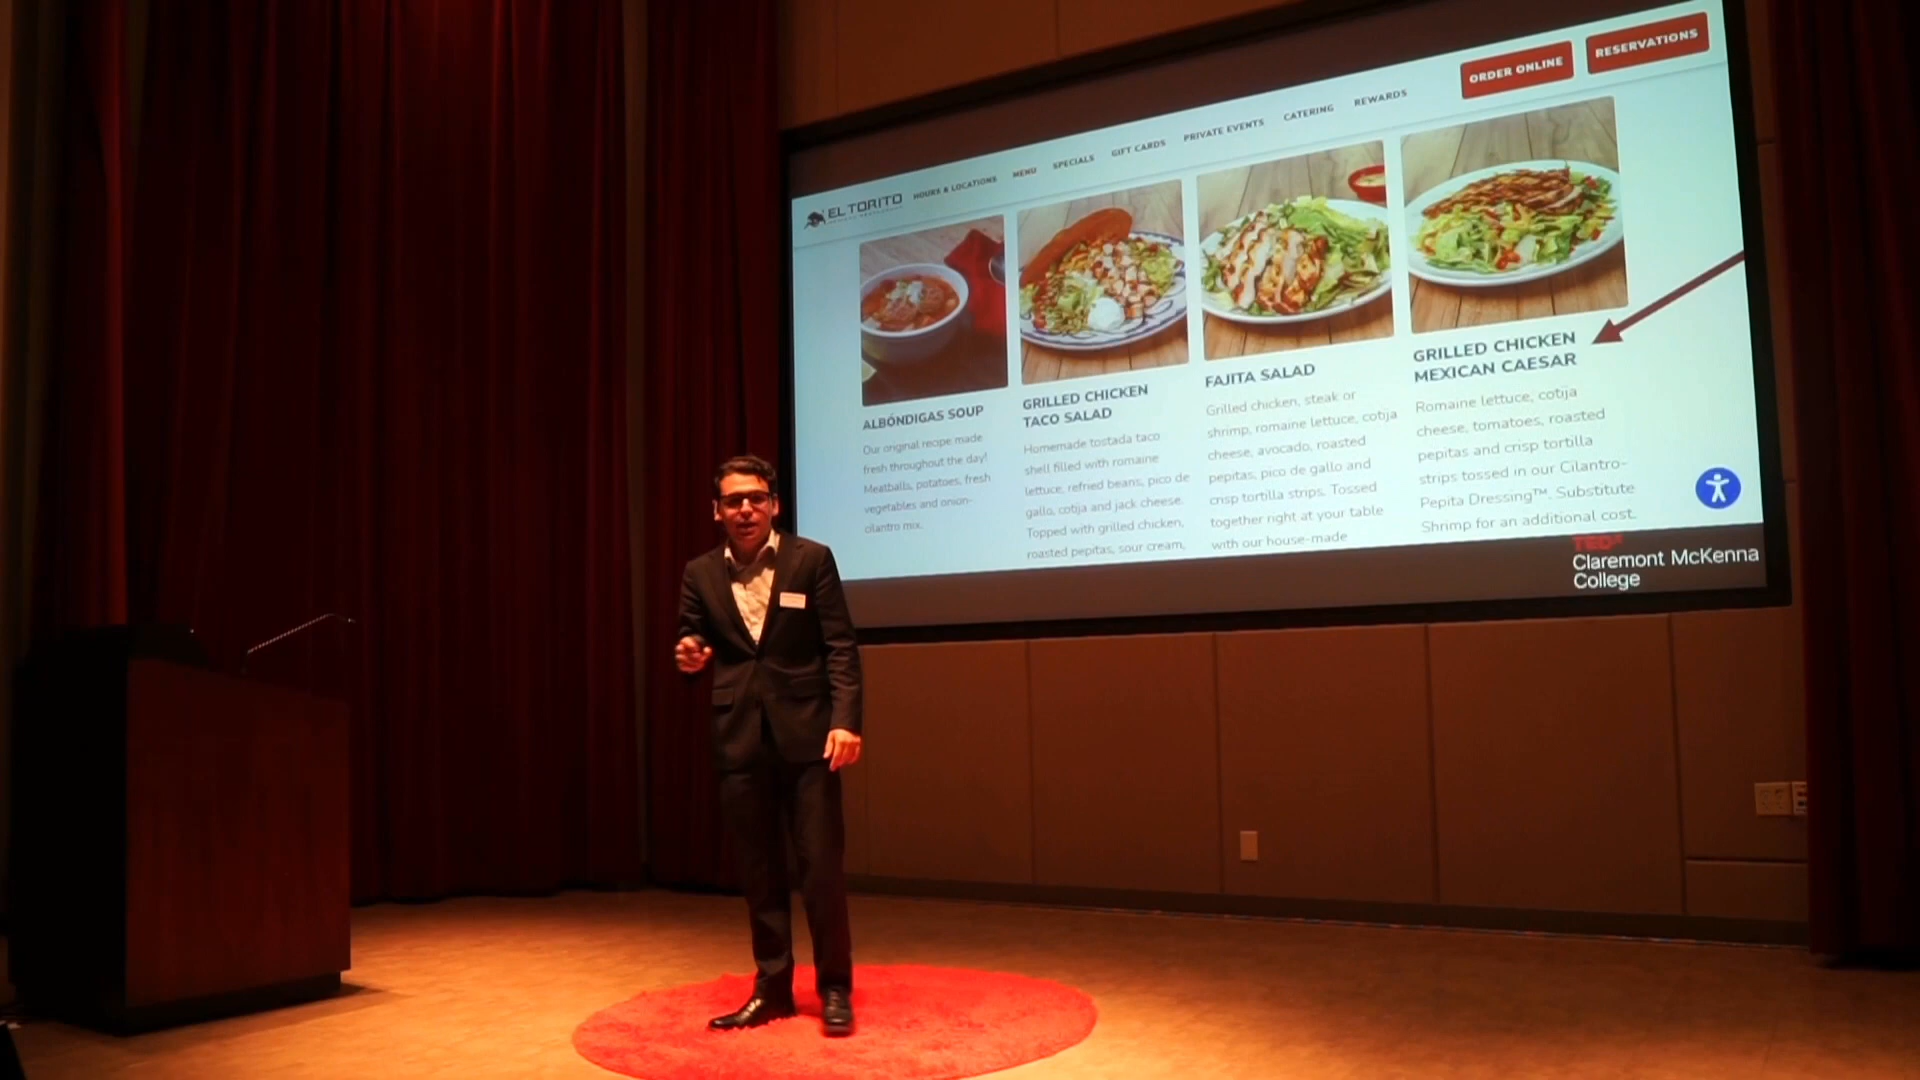 ORDER ONLINE
RESERVATIONS
EL TORITO
HOURS & LOCATIONS
MENU
SPECIALS
GIFT CARDS
PRIVATE EVENTS
CATERING
REWARDS
ALBÓNDIGAS SOUP
Our original recipe made
fresh throughout the day!
Meatballs, potatoes, fresh
vegetables and onion-
cilantro mix.
GRILLED CHICKEN
TACO SALAD
Homemade tostada taco
shell filled with romaine
lettuce, refried beans, pico de
gallo, cotija and jack cheese.
Topped with grilled chicken,
roasted pepitas, sour cream,
FAJITA SALAD
Grilled chicken, steak or
shrimp, romaine lettuce, cotija
cheese, avocado, roasted
pepitas, pico de gallo and
crisp tortilla strips. Tossed
together right at your table
with our house-made
GRILLED CHICKEN
MEXICAN CAESAR
Romaine lettuce, cotija
cheese, tomatoes, roasted
pepitas and crisp tortilla
strips tossed in our Cilantro-
Pepita Dressing™. Substitute
Shrimp for an additional cost.
TEDx
Claremont McKenna
College